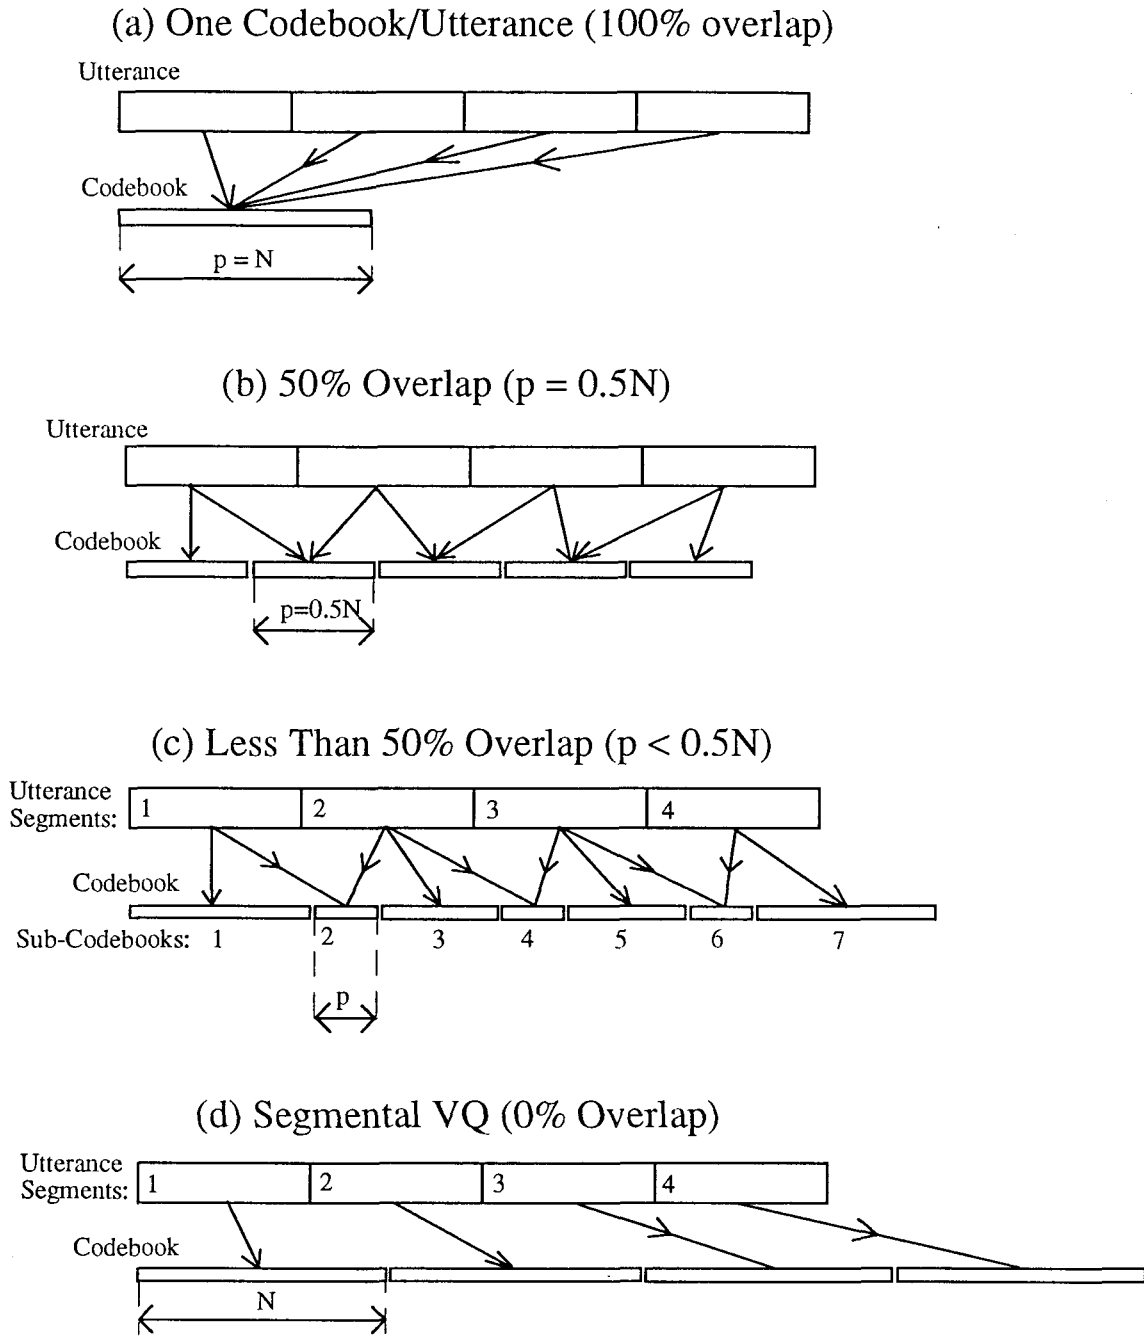 (a) One Codebook/Utterance (100% overlap)
Utterance
Codebook
p = N
(b) 50% Overlap (p = 0.5N)
Utterance
Codebook
p=0.5N
(c) Less Than 50% Overlap (p < 0.5N)
Utterance
Segments: 1 2 3 4
Codebook
Sub-Codebooks: 1 2 3 4 5 6 7
p
(d) Segmental VQ (0% Overlap)
Utterance
Segments: 1 2 3 4
Codebook
N